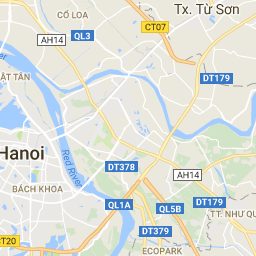 Tx. Từ Sơn
CỔ LOA
CT07
QL3
AH14
ẬT TÂN
DT179
Hanoi
Red River
DT378
AH14
BÁCH KHOA
QL1A
QL5B
DT179
TT. NHƯ Q
DT379
CT20
ECOPARK